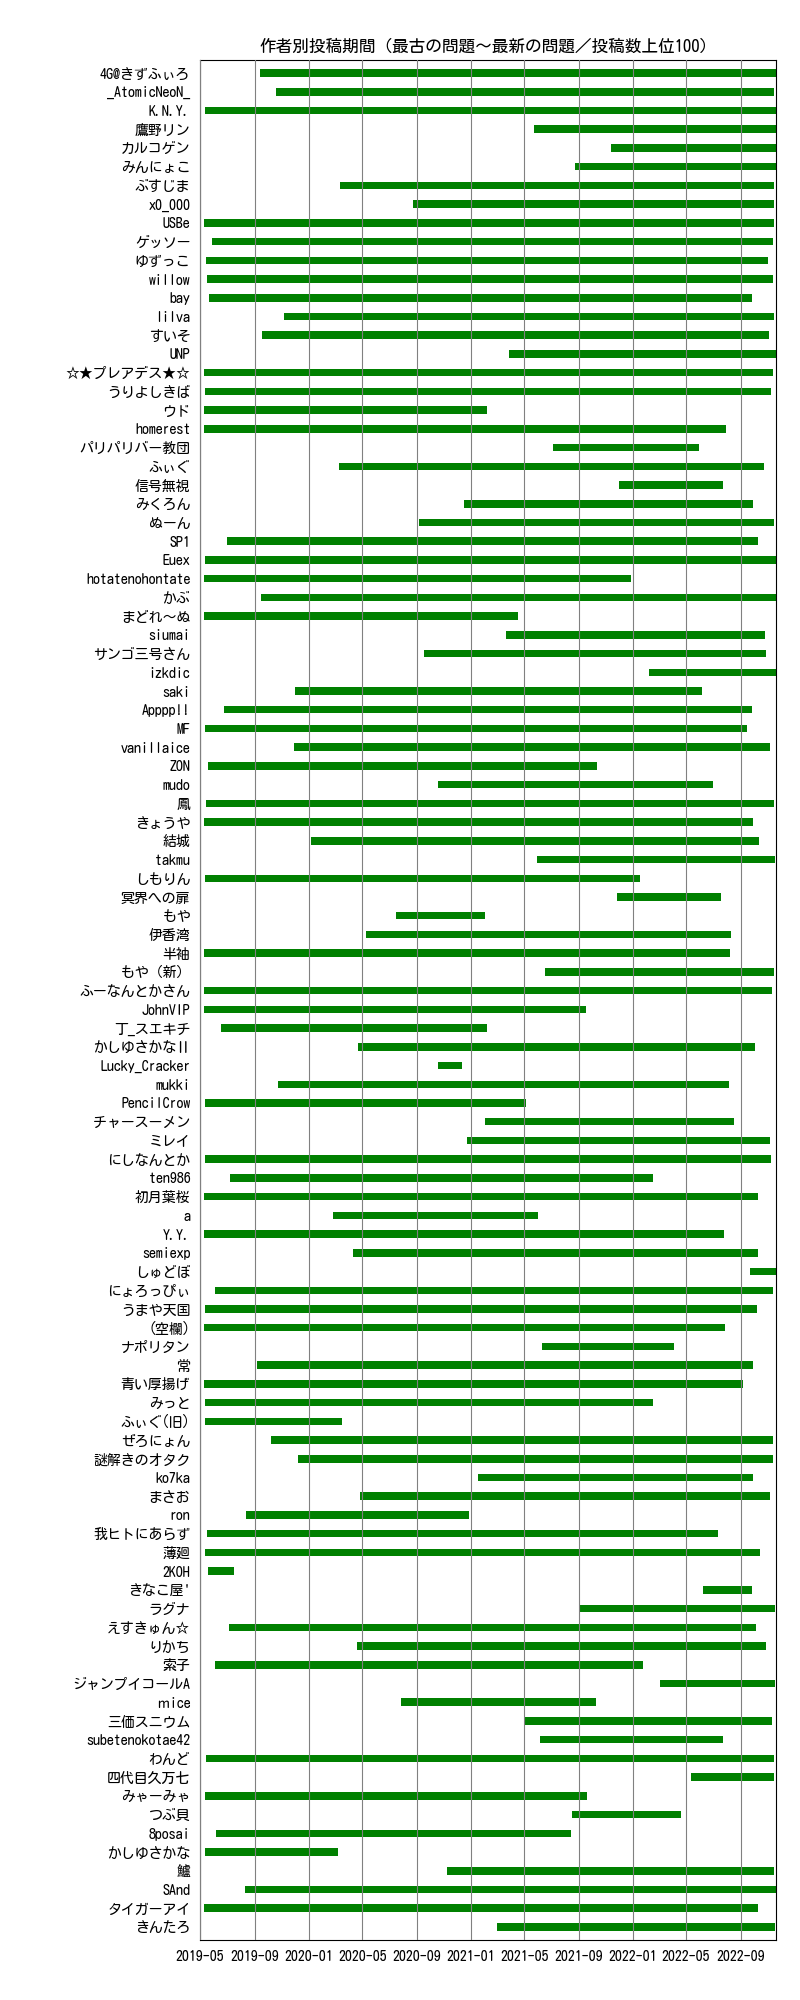 作者別投稿期間（最古の問題～最新の問題／投稿数上位100）
4G@きずふぃろ
_AtomicNeoN_
K.N.Y.
鷹野リン
カルコゲン
みんにょこ
ぶすじま
x0_000
USBe
ゲッソー
ゆずっこ
willow
bay
lilva
すいそ
UNP
☆★プレアデス★☆
うりよしきば
ウド
homerest
パリパリバー教団
ふぃぐ
信号無視
みくろん
ぬーん
SP1
Euex
hotatenohontate
かぶ
まどれ～ぬ
siumai
サンゴ三号さん
izkdic
saki
Appppl!
MF
vanillaice
ZON
mudo
鳳
きょうや
結城
takmu
しもりん
冥界への扉
もや
伊香湾
半袖
もや（新）
ふーなんとかさん
JohnVIP
丁_スエキチ
かしゆさかなII
Lucky_Cracker
mukki
PencilCrow
チャースーメン
ミレイ
にしなんとか
ten986
初月葉桜
a
Y.Y.
semiexp
しゅどぼ
にょろっぴぃ
うまや天国
(空欄)
ナポリタン
常
青い厚揚げ
みっと
ふぃぐ(旧)
ぜろにょん
謎解きのオタク
ko7ka
まさお
ron
我ヒトにあらず
薄廻
2KOH
きなこ屋'
ラグナ
えすきゅん☆
りかち
索子
ジャンプイコールA
mice
三価スニウム
subetenokotae42
わんど
四代目久万七
みゃーみゃ
つぶ貝
8posai
かしゆさかな
鱸
SAnd
タイガーアイ
きんたろ
2019-05 2019-09 2020-01 2020-05 2020-09 2021-01 2021-05 2021-09 2022-01 2022-05 2022-09